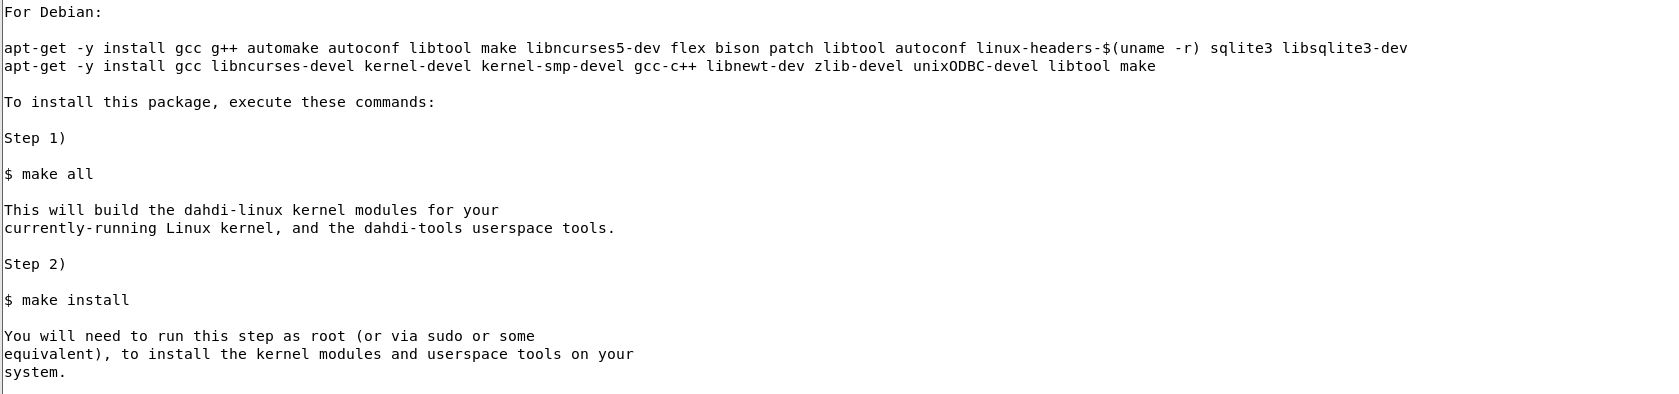 For Debian:
apt-get -y install gcc g++ automake autoconf libtool make libncurses5-dev flex bison patch libtool autoconf linux-headers-$(uname -r) sqlite3 libsqlite3-dev
apt-get -y install gcc libncurses-devel kernel-devel kernel-smp-devel gcc-c++ libnewt-dev zlib-devel unixODBC-devel libtool make
To install this package, execute these commands:
Step 1)
$ make all
This will build the dahdi-linux kernel modules for your
currently-running Linux kernel, and the dahdi-tools userspace tools.
Step 2)
$ make install
You will need to run this step as root (or via sudo or some
equivalent), to install the kernel modules and userspace tools on your
system.